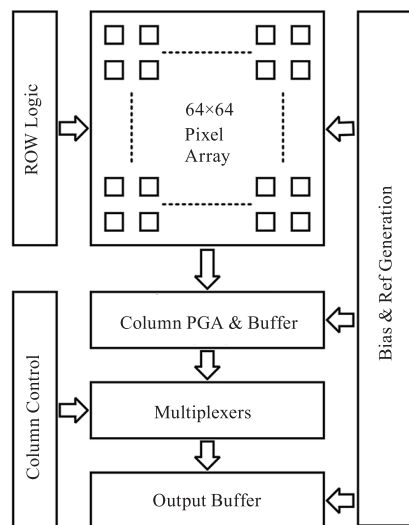 ROW Logic
64×64
Pixel
Array
Bias & Ref Generation
Column PGA & Buffer
Column Control
Multiplexers
Output Buffer